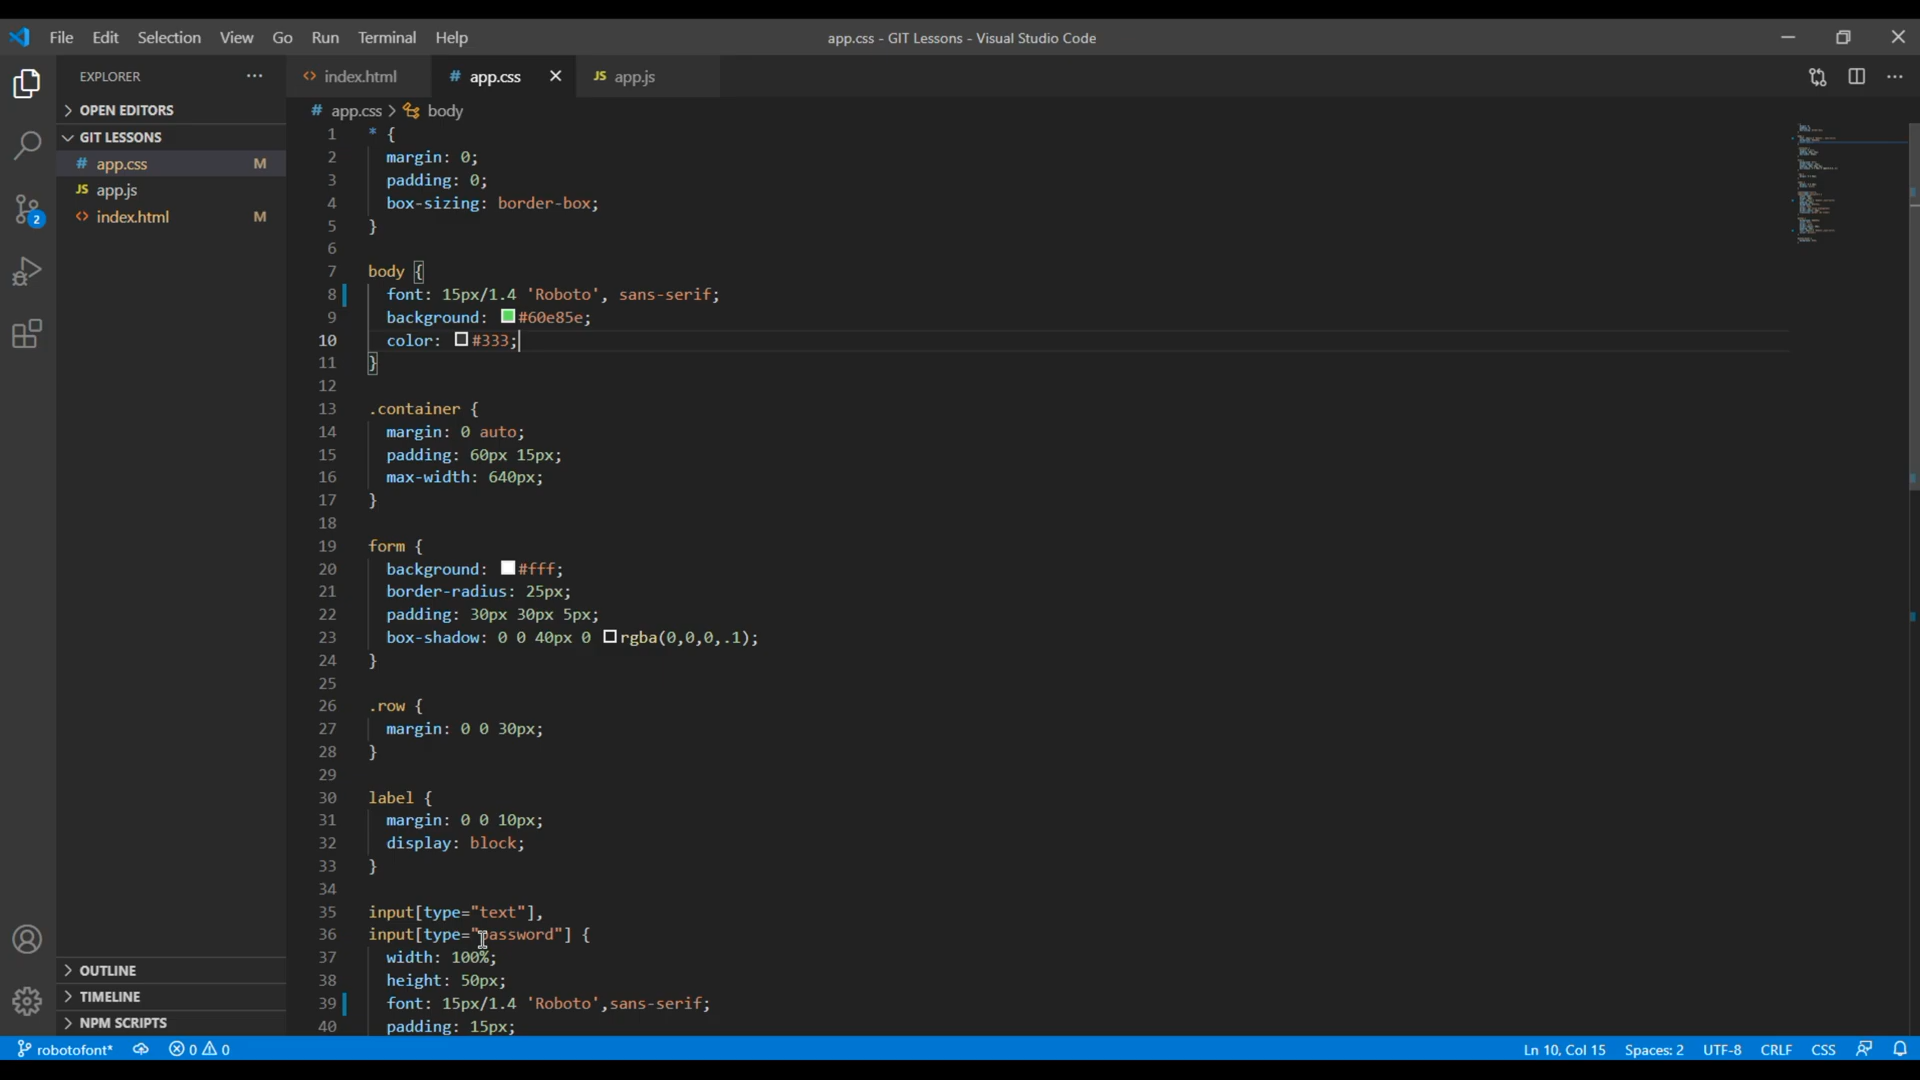 File Edit Selection View Go Run Terminal Help
app.css - GIT Lessons - Visual Studio Code
EXPLORER ···
<> index.html
# app.css ×
JS app.js
> OPEN EDITORS
GIT LESSONS
# app.css M
JS app.js
<> index.html M
2
OUTLINE
TIMELINE
NPM SCRIPTS
# app.css > body
1 * {
2 margin: 0;
3 padding: 0;
4 box-sizing: border-box;
5 }
6
7 body {
8 font: 15px/1.4 'Roboto', sans-serif;
9 background: #60e85e;
10 color: #333;
11 }
12
13 .container {
14 margin: 0 auto;
15 padding: 60px 15px;
16 max-width: 640px;
17 }
18
19 form {
20 background: #fff;
21 border-radius: 25px;
22 padding: 30px 30px 5px;
23 box-shadow: 0 0 40px 0 rgba(0,0,0,.1);
24 }
25
26 .row {
27 margin: 0 0 30px;
28 }
29
30 label {
31 margin: 0 0 10px;
32 display: block;
33 }
34
35 input[type="text"],
36 input[type="password"] {
37 width: 100%;
38 height: 50px;
39 font: 15px/1.4 'Roboto',sans-serif;
40 padding: 15px;
robotofont* 0 0
Ln 10, Col 15 Spaces: 2 UTF-8 CRLF CSS